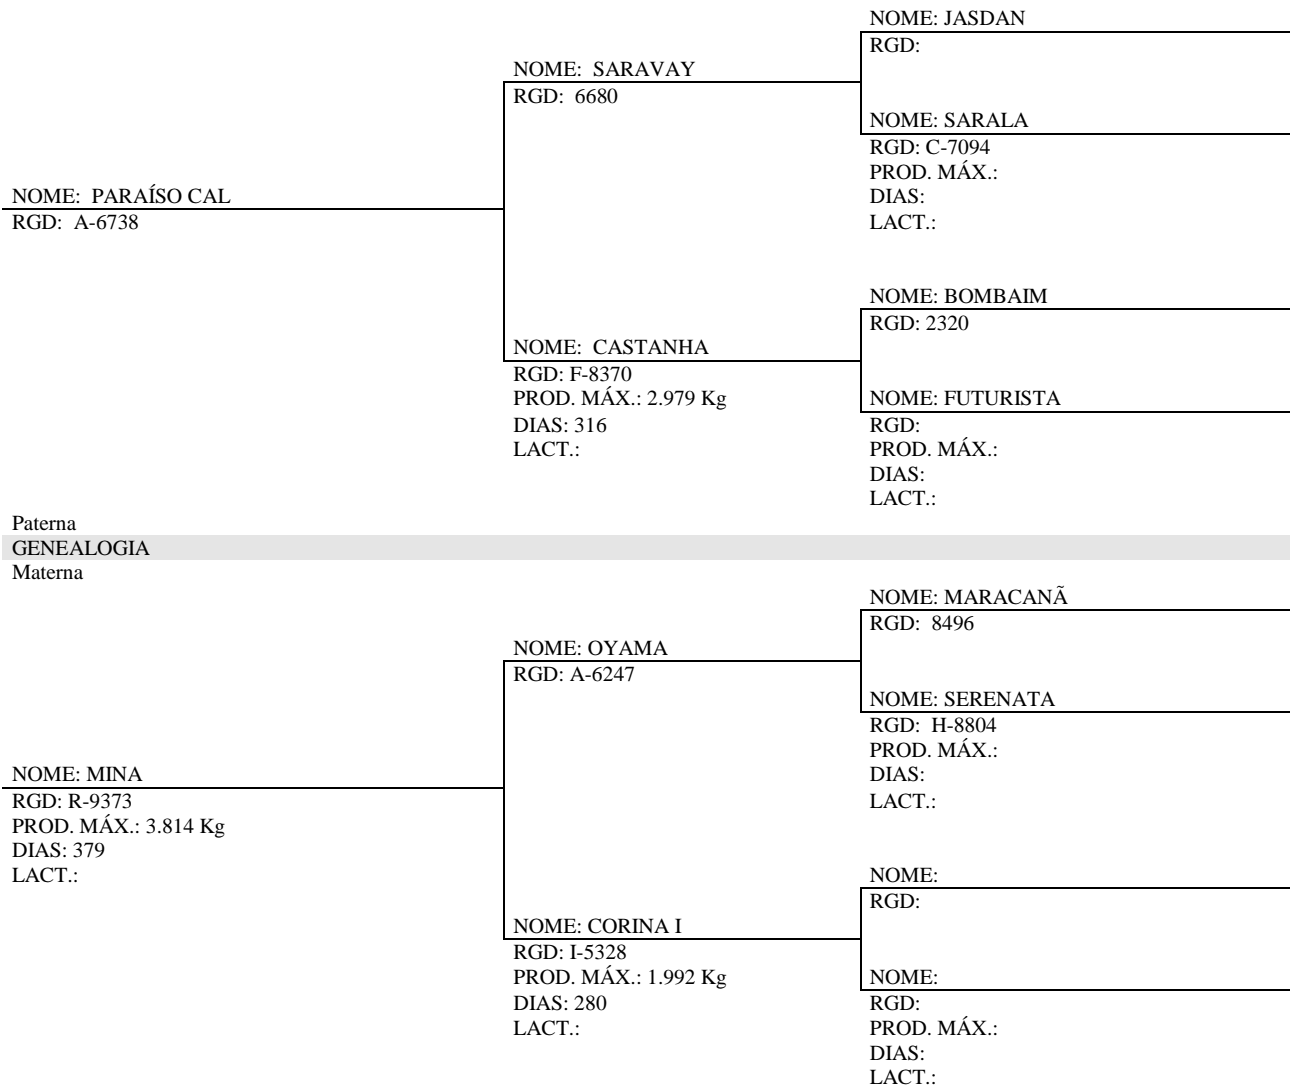 NOME: JASDAN
RGD:
NOME: SARAVAY
RGD: 6680
NOME: SARALA
RGD: C-7094
PROD. MÁX.:
DIAS:
LACT.:
NOME: PARAÍSO CAL
RGD: A-6738
NOME: BOMBAIM
RGD: 2320
NOME: CASTANHA
RGD: F-8370
PROD. MÁX.: 2.979 Kg
DIAS: 316
LACT.:
NOME: FUTURISTA
RGD:
PROD. MÁX.:
DIAS:
LACT.:
Paterna
GENEALOGIA
Materna
NOME: MARACANÃ
RGD: 8496
NOME: OYAMA
RGD: A-6247
NOME: SERENATA
RGD: H-8804
PROD. MÁX.:
DIAS:
LACT.:
NOME: MINA
RGD: R-9373
PROD. MÁX.: 3.814 Kg
DIAS: 379
LACT.:
NOME:
RGD:
NOME: CORINA I
RGD: I-5328
PROD. MÁX.: 1.992 Kg
DIAS: 280
LACT.:
NOME:
RGD:
PROD. MÁX.:
DIAS:
LACT.: